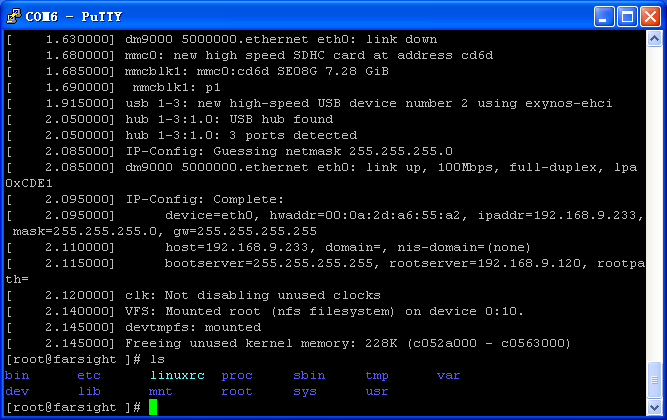 COM6 - PuTTY
[    1.630000] dm9000 5000000.ethernet eth0: link down
[    1.680000] mmc0: new high speed SDHC card at address cd6d
[    1.685000] mmcblk1: mmc0:cd6d SE08G 7.28 GiB
[    1.690000]  mmcblk1: p1
[    1.915000] usb 1-3: new high-speed USB device number 2 using exynos-ehci
[    2.050000] hub 1-3:1.0: USB hub found
[    2.050000] hub 1-3:1.0: 3 ports detected
[    2.085000] IP-Config: Guessing netmask 255.255.255.0
[    2.085000] dm9000 5000000.ethernet eth0: link up, 100Mbps, full-duplex, lpa
0xCDE1
[    2.095000] IP-Config: Complete:
[    2.095000]      device=eth0, hwaddr=00:0a:2d:a6:55:a2, ipaddr=192.168.9.233,
 mask=255.255.255.0, gw=255.255.255.255
[    2.110000]      host=192.168.9.233, domain=, nis-domain=(none)
[    2.115000]      bootserver=255.255.255.255, rootserver=192.168.9.120, rootpa
th=
[    2.120000] clk: Not disabling unused clocks
[    2.140000] VFS: Mounted root (nfs filesystem) on device 0:10.
[    2.145000] devtmpfs: mounted
[    2.145000] Freeing unused kernel memory: 228K (c052a000 - c0563000)
[root@farsight ]# ls
bin      etc      linuxrc  proc     sbin     tmp      var
dev      lib      mnt      root     sys      usr
[root@farsight ]#